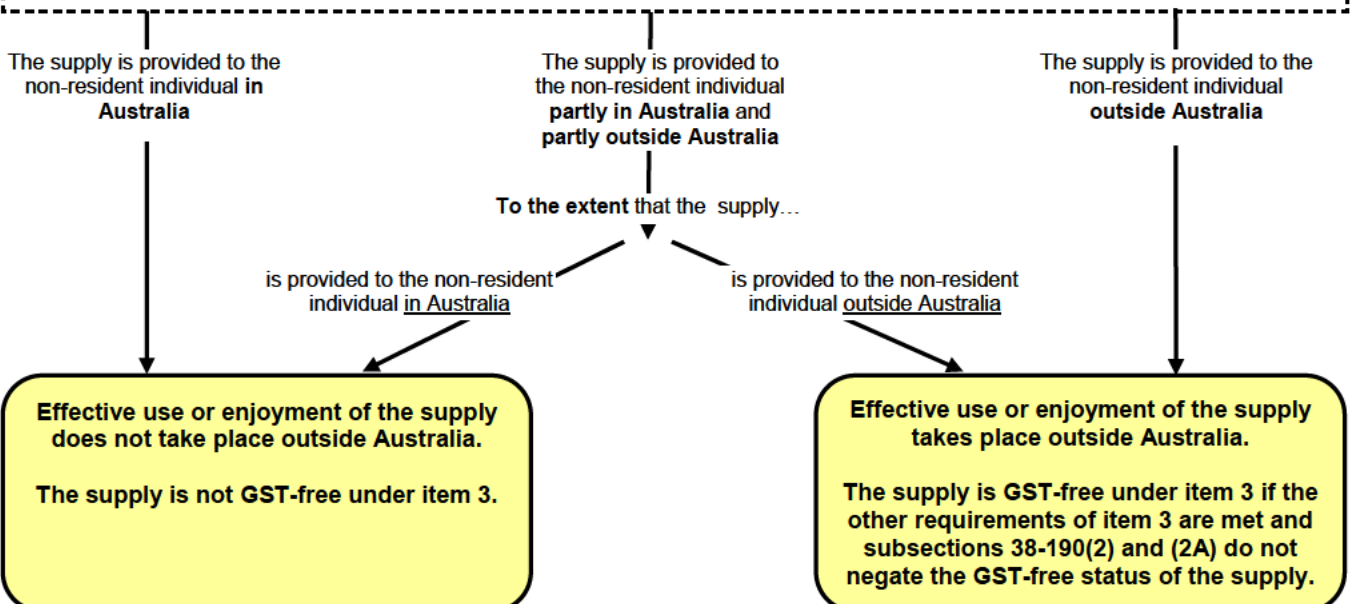 The supply is provided to the
non-resident individual in
Australia
The supply is provided to
the non-resident individual
partly in Australia and
partly outside Australia
The supply is provided to the
non-resident individual
outside Australia
To the extent that the supply…
is provided to the non-resident
individual in Australia
is provided to the non-resident
individual outside Australia
Effective use or enjoyment of the supply
does not take place outside Australia.
The supply is not GST-free under item 3.
Effective use or enjoyment of the supply
takes place outside Australia.
The supply is GST-free under item 3 if the
other requirements of item 3 are met and
subsections 38-190(2) and (2A) do not
negate the GST-free status of the supply.